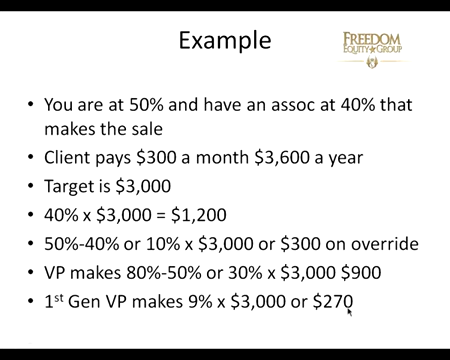 Example
FREEDOM
EQUITY★GROUP
• You are at 50% and have an assoc at 40% that
makes the sale
• Client pays $300 a month $3,600 a year
• Target is $3,000
• 40% x $3,000 = $1,200
• 50%-40% or 10% x $3,000 or $300 on override
• VP makes 80%-50% or 30% x $3,000 $900
• 1st Gen VP makes 9% x $3,000 or $270